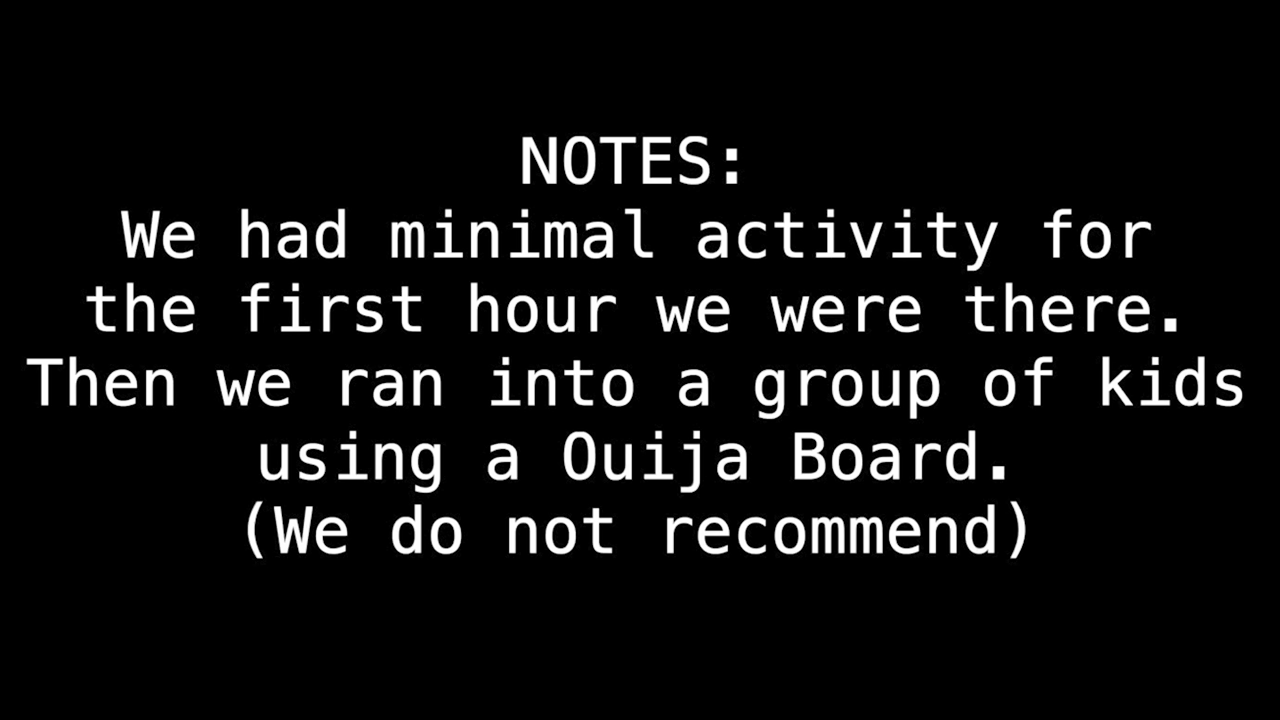 NOTES:
We had minimal activity for
the first hour we were there.
Then we ran into a group of kids
using a Ouija Board.
(We do not recommend)